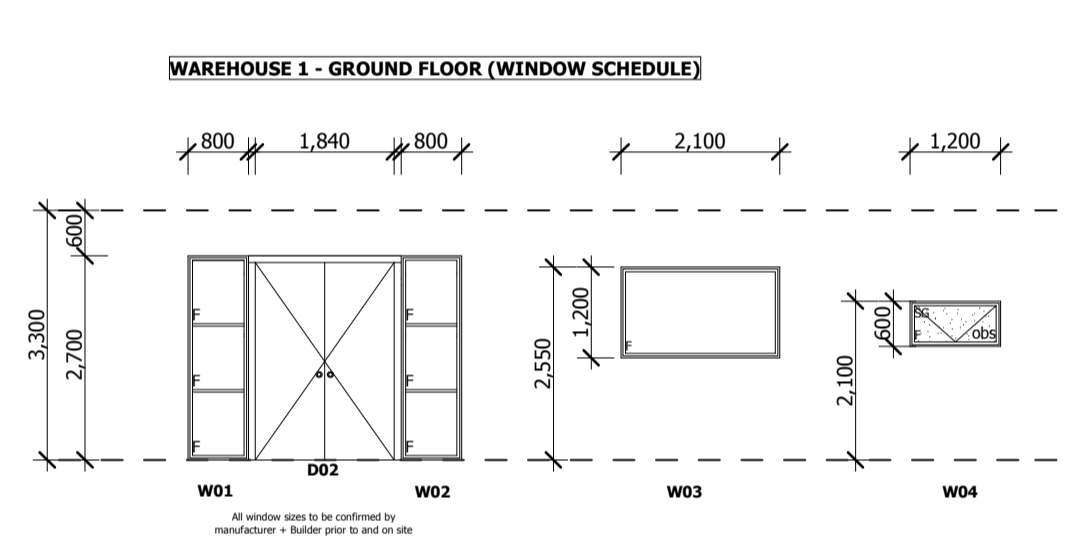 WAREHOUSE 1 - GROUND FLOOR (WINDOW SCHEDULE)
800 1,840 800 2,100 1,200
600
3,300
2,700
F F
F F
F F
D02
W01 W02
All window sizes to be confirmed by
manufacturer + Builder prior to and on site
1,200
2,550
F
W03
600
2,100
SG
F obs
W04